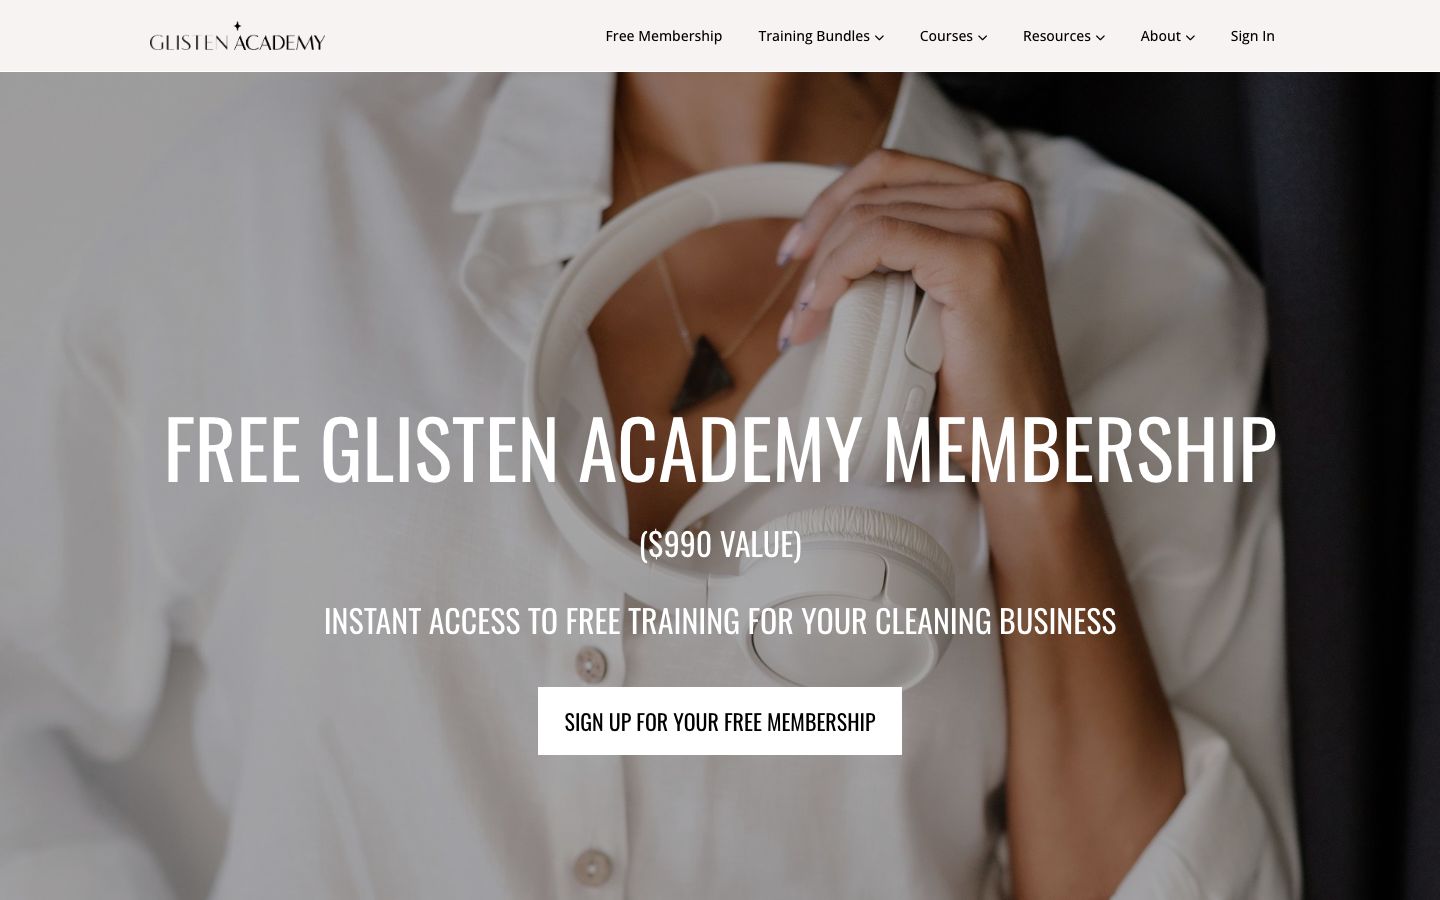 GLISTEN ACADEMY
Free Membership
Training Bundles
Courses
Resources
About
Sign In
FREE GLISTEN ACADEMY MEMBERSHIP
($990 VALUE)
INSTANT ACCESS TO FREE TRAINING FOR YOUR CLEANING BUSINESS
SIGN UP FOR YOUR FREE MEMBERSHIP